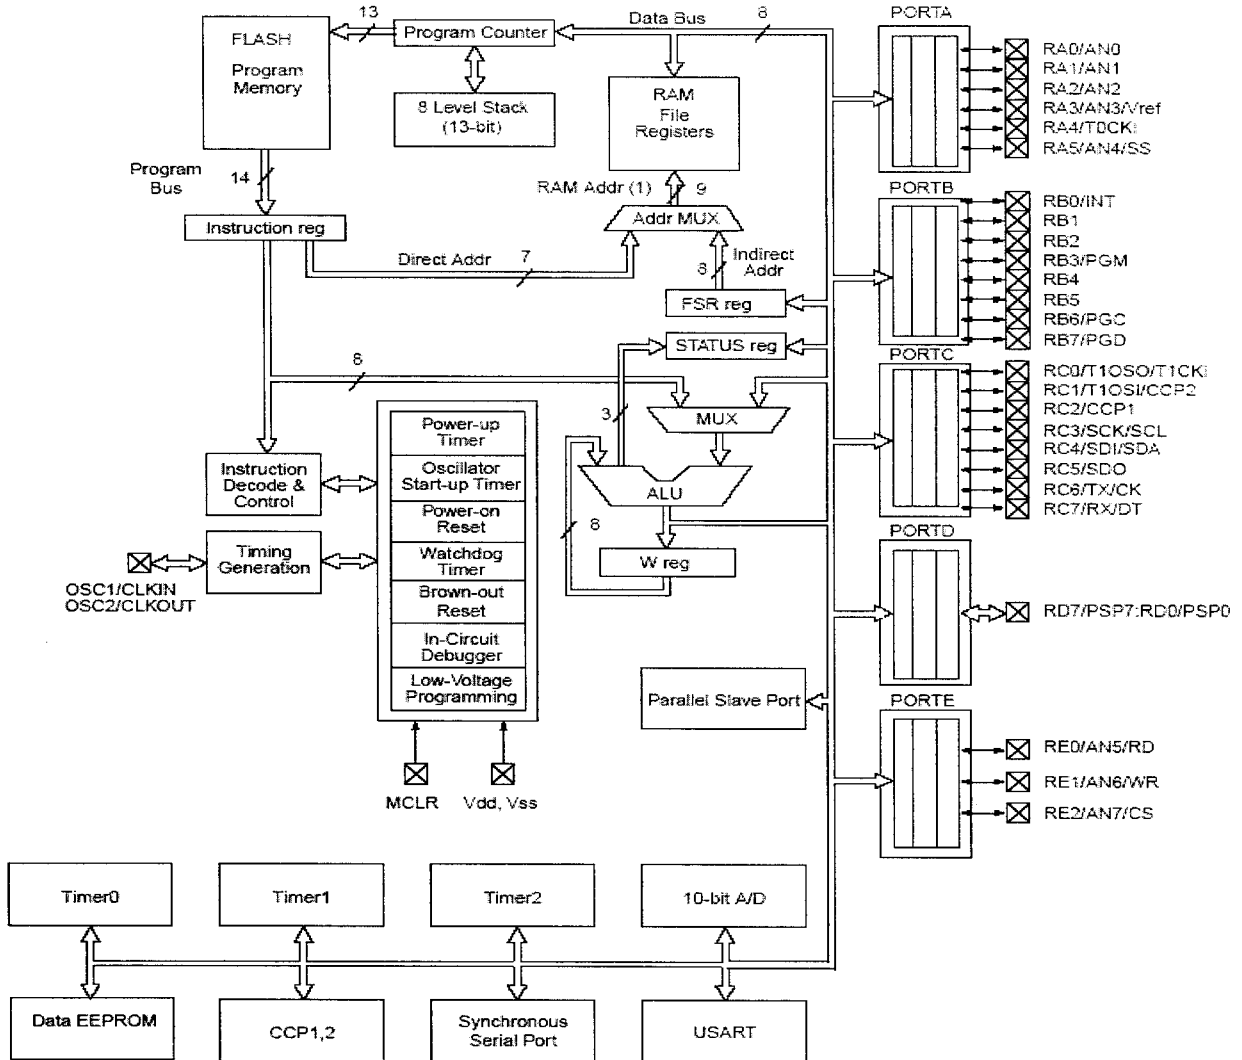 13
Data Bus
8
PORTA
FLASH
Program
Memory
Program Counter
8 Level Stack
(13-bit)
RAM
File
Registers
RA0/AN0
RA1/AN1
RA2/AN2
RA3/AN3/Vref
RA4/T0CKI
RA5/AN4/SS
Program
Bus
14
RAM Addr (1)
9
PORTB
Instruction reg
Addr MUX
RB0/INT
RB1
RB2
RB3/PGM
RB4
RB5
RB6/PGC
RB7/PGD
Direct Addr
7
8
Indirect
Addr
FSR reg
STATUS reg
PORTC
8
3
MUX
RC0/T1OSO/T1CKI
RC1/T1OSI/CCP2
RC2/CCP1
RC3/SCK/SCL
RC4/SDI/SDA
RC5/SDO
RC6/TX/CK
RC7/RX/DT
Power-up
Timer
Oscillator
Start-up Timer
Power-on
Reset
Watchdog
Timer
Brown-out
Reset
In-Circuit
Debugger
Low-Voltage
Programming
Instruction
Decode &
Control
Timing
Generation
OSC1/CLKIN
OSC2/CLKOUT
ALU
8
W reg
PORTD
RD7/PSP7:RD0/PSP0
Parallel Slave Port
PORTE
RE0/AN5/RD
RE1/AN6/WR
RE2/AN7/CS
MCLR
Vdd, Vss
Timer0
Timer1
Timer2
10-bit A/D
Data EEPROM
CCP1,2
Synchronous
Serial Port
USART